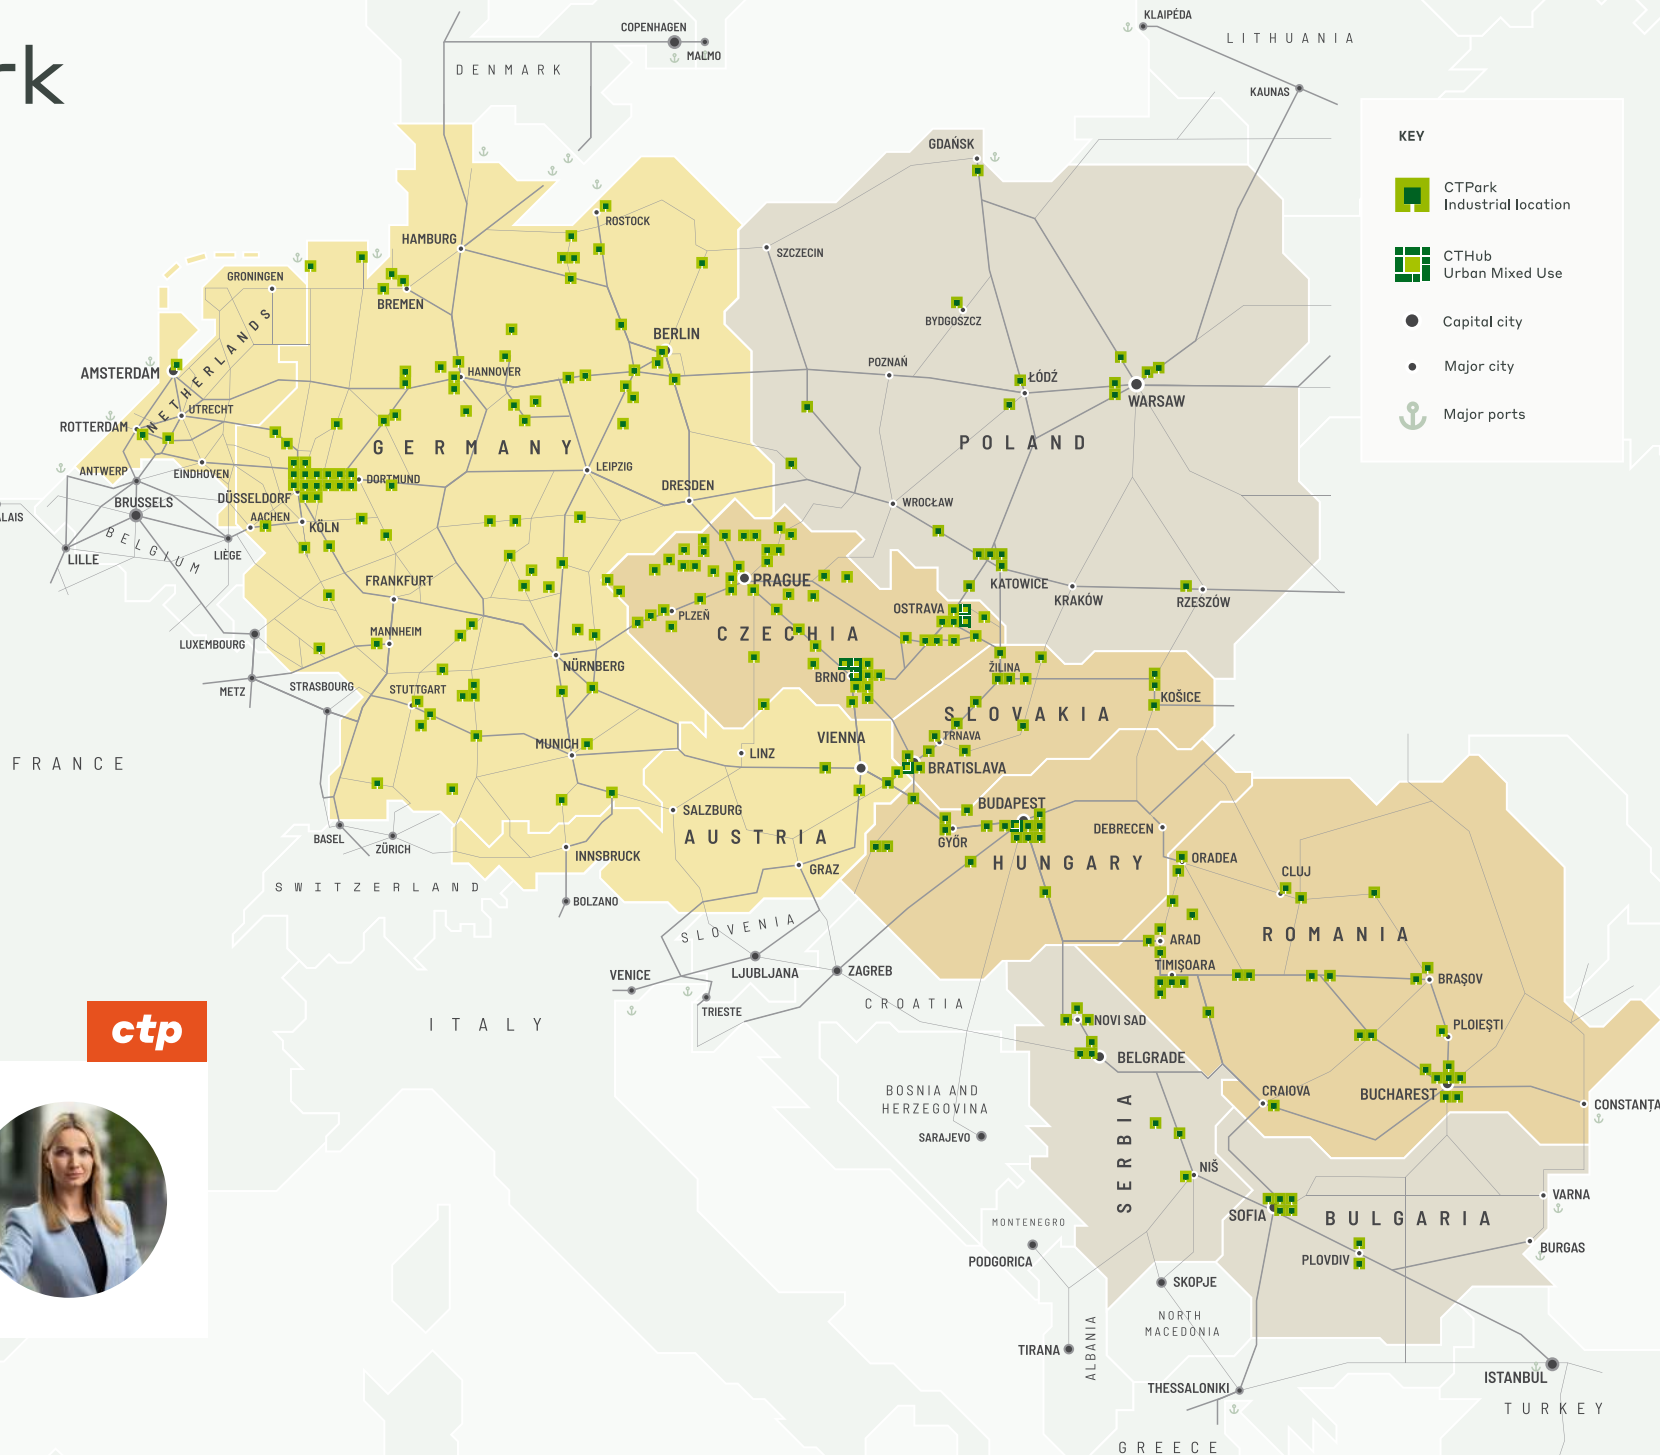 rk
COPENHAGEN
MALMO
DENMARK
KLAIPĖDA
LITHUANIA
KAUNAS
KEY
CTPark
Industrial location
CTHub
Urban Mixed Use
Capital city
Major city
Major ports
GDAŃSK
ROSTOCK
HAMBURG
SZCZECIN
GRONINGEN
BREMEN
BYDGOSZCZ
BERLIN
NETHERLANDS
AMSTERDAM
HANNOVER
POZNAŃ
ŁÓDŹ
WARSAW
UTRECHT
ROTTERDAM
GERMANY
POLAND
ANTWERP
EINDHOVEN
DORTMUND
LEIPZIG
DRESDEN
BRUSSELS
DÜSSELDORF
WROCŁAW
ALAIS
AACHEN
KÖLN
BELGIUM
LIÈGE
LILLE
FRANKFURT
PRAGUE
KATOWICE
KRAKÓW
RZESZÓW
OSTRAVA
PLZEŇ
LUXEMBOURG
MANNHEIM
CZECHIA
NÜRNBERG
ŽILINA
METZ
STRASBOURG
STUTTGART
BRNO
KOŠICE
SLOVAKIA
FRANCE
MUNICH
LINZ
VIENNA
TRNAVA
BRATISLAVA
SALZBURG
BUDAPEST
BASEL
ZÜRICH
AUSTRIA
GYŐR
DEBRECEN
INNSBRUCK
HUNGARY
ORADEA
SWITZERLAND
GRAZ
CLUJ
BOLZANO
SLOVENIA
ROMANIA
ARAD
VENICE
LJUBLJANA
ZAGREB
TIMIȘOARA
BRAȘOV
TRIESTE
CROATIA
ITALY
NOVI SAD
PLOIEȘTI
ctp
BELGRADE
BOSNIA AND
HERZEGOVINA
CRAIOVA
BUCHAREST
CONSTANȚA
SARAJEVO
SERBIA
NIŠ
VARNA
MONTENEGRO
SOFIA
BULGARIA
PODGORICA
PLOVDIV
BURGAS
SKOPJE
NORTH
MACEDONIA
TIRANA
ALBANIA
ISTANBUL
THESSALONIKI
TURKEY
GREECE